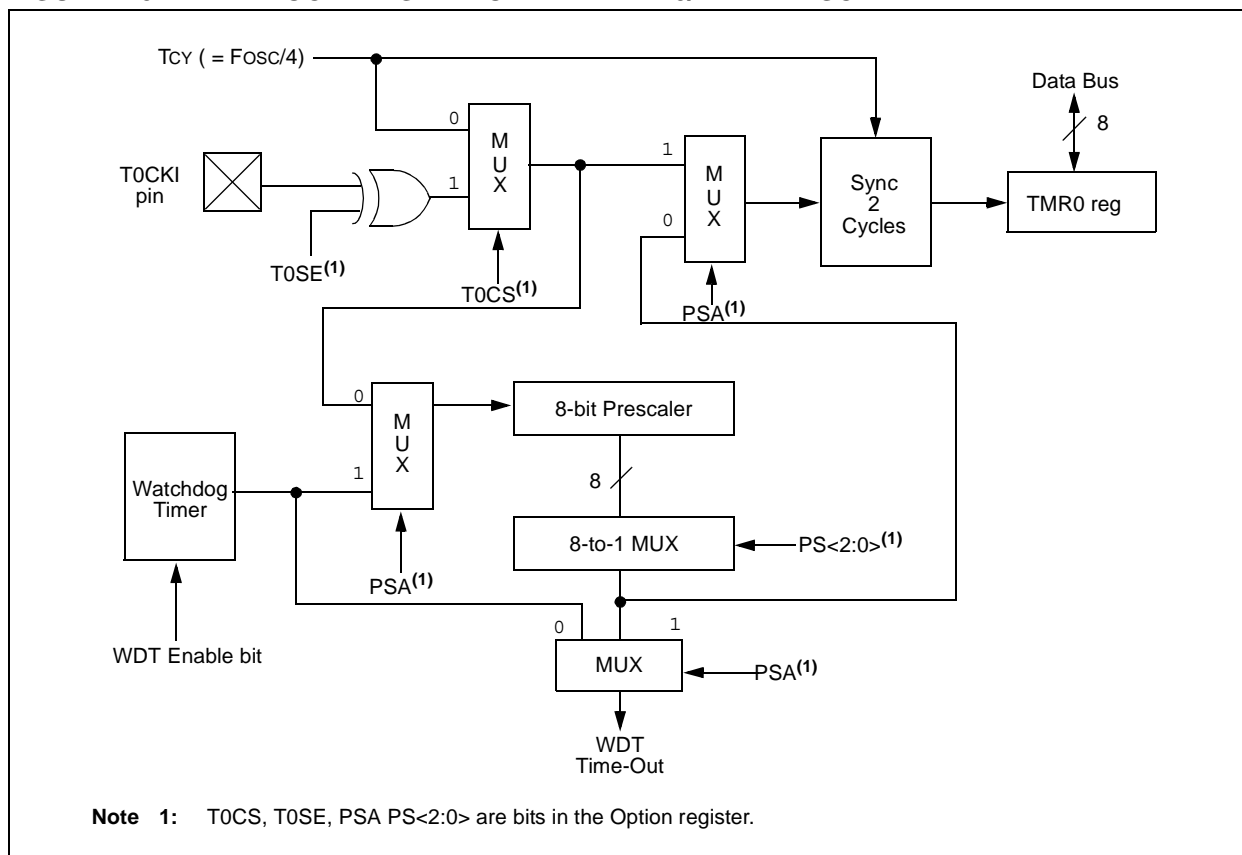 TCY ( = FOSC/4)
Data Bus
0
M
U
X
8
T0CKI
pin
1
1
M
U
X
Sync
2
Cycles
TMR0 reg
0
T0SE(1)
T0CS(1)
PSA(1)
0
M
U
X
8-bit Prescaler
Watchdog
Timer
1
8
8-to-1 MUX
PS<2:0>(1)
PSA(1)
0
1
WDT Enable bit
MUX
PSA(1)
WDT
Time-Out
Note 1: T0CS, T0SE, PSA PS<2:0> are bits in the Option register.